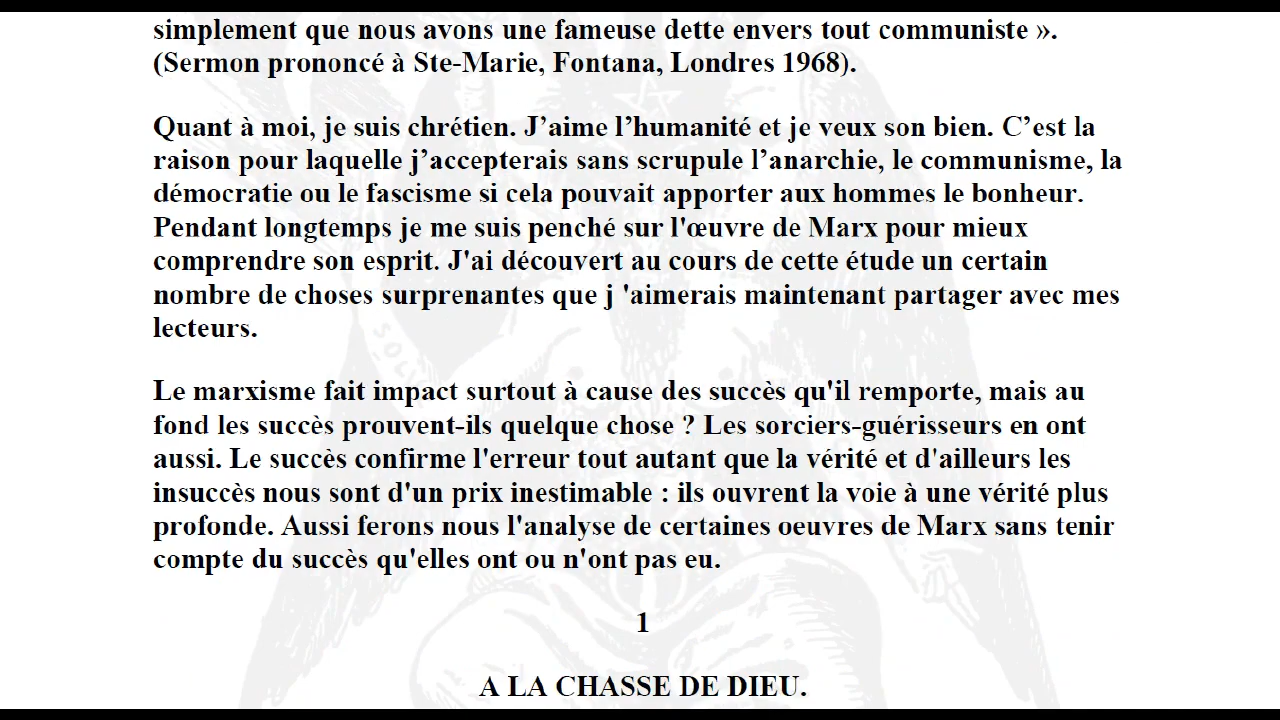 simplement que nous avons une fameuse dette envers tout communiste ».
(Sermon prononcé à Ste-Marie, Fontana, Londres 1968).
Quant à moi, je suis chrétien. J’aime l’humanité et je veux son bien. C’est la
raison pour laquelle j’accepterais sans scrupule l’anarchie, le communisme, la
démocratie ou le fascisme si cela pouvait apporter aux hommes le bonheur.
Pendant longtemps je me suis penché sur l'œuvre de Marx pour mieux
comprendre son esprit. J'ai découvert au cours de cette étude un certain
nombre de choses surprenantes que j 'aimerais maintenant partager avec mes
lecteurs.
Le marxisme fait impact surtout à cause des succès qu'il remporte, mais au
fond les succès prouvent-ils quelque chose ? Les sorciers-guérisseurs en ont
aussi. Le succès confirme l'erreur tout autant que la vérité et d'ailleurs les
insuccès nous sont d'un prix inestimable : ils ouvrent la voie à une vérité plus
profonde. Aussi ferons nous l'analyse de certaines oeuvres de Marx sans tenir
compte du succès qu'elles ont ou n'ont pas eu.
1
A LA CHASSE DE DIEU.